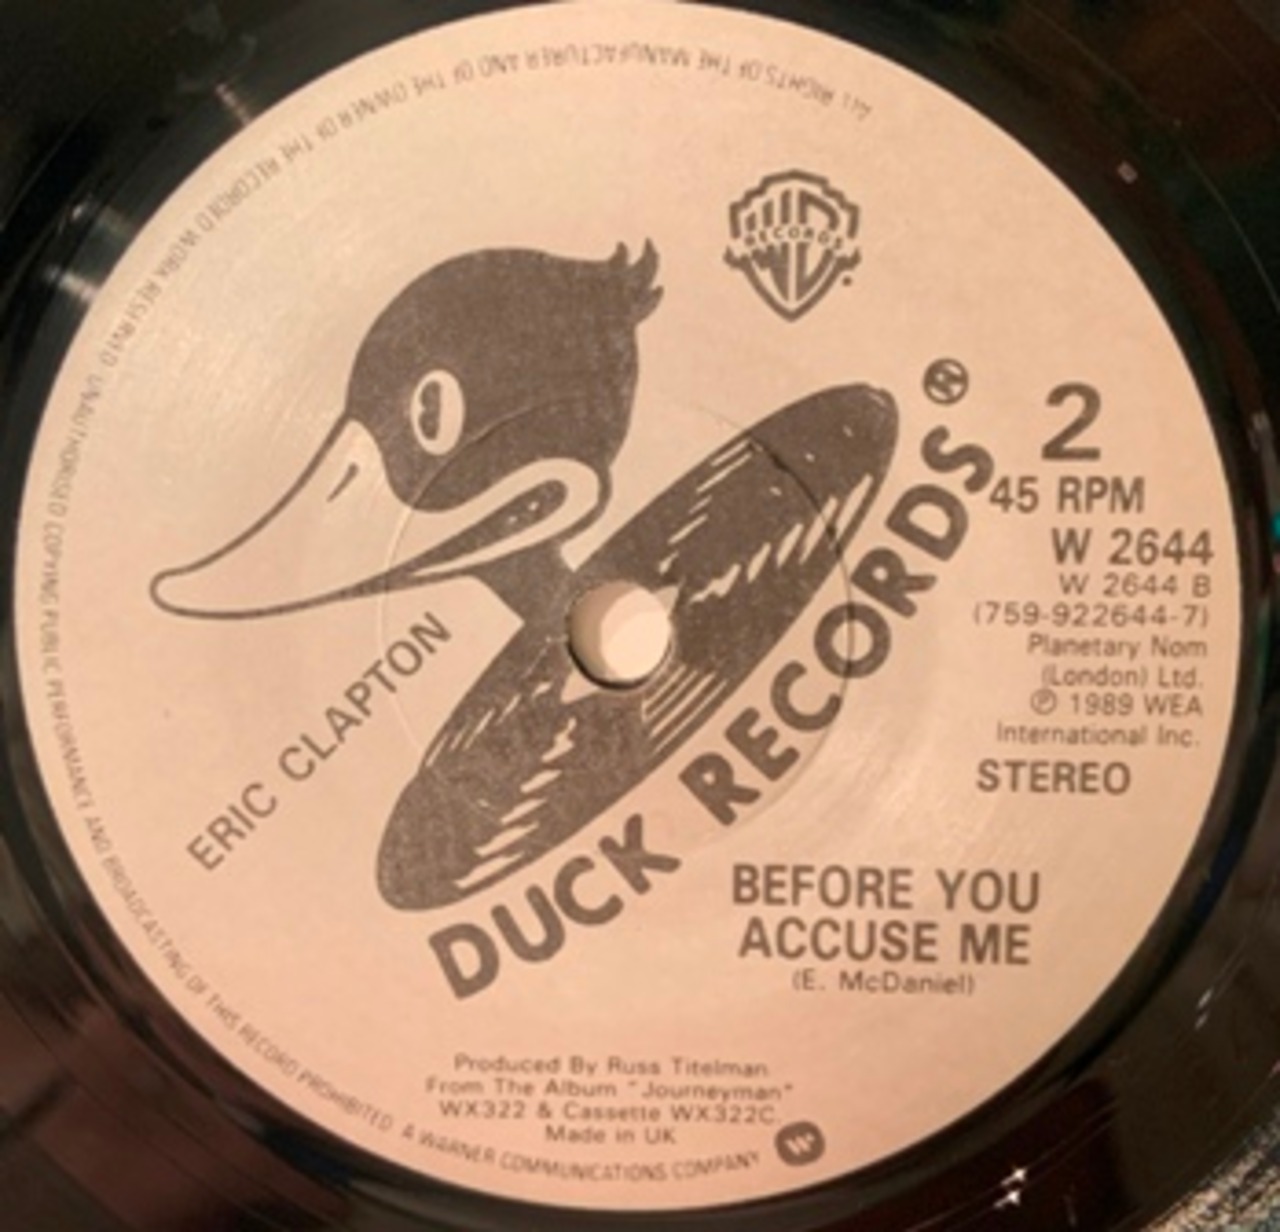 ALL RIGHTS OF THE MANUFACTURER AND OF THE OWNER OF THE RECORDED WORK RESERVED. UNAUTHORISED COPYING PUBLIC PERFORMANCE AND BROADCASTING OF THIS RECORD PROHIBITED. A WARNER COMMUNICATIONS COMPANY
RECORDS
ERIC CLAPTON
DUCK RECORDS®
2
45 RPM
W 2644
W 2644 B
(759-922644-7)
Planetary Nom
(London) Ltd.
℗ 1989 WEA
International Inc.
STEREO
BEFORE YOU
ACCUSE ME
(E. McDaniel)
Produced By Russ Titelman
From The Album "Journeyman"
WX322 & Cassette WX322C.
Made in UK